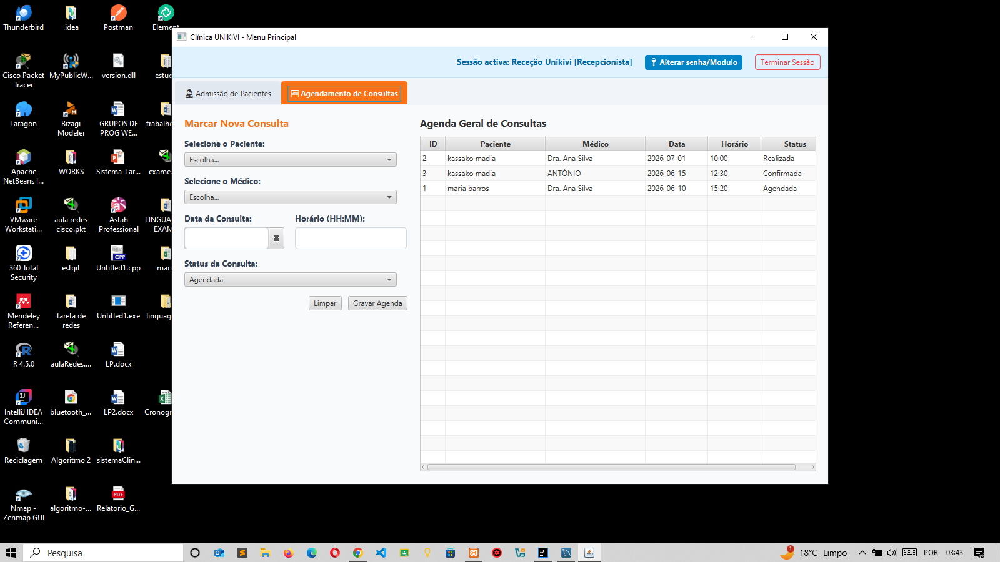 Thunderbird
.idea
Postman
Element
Cisco Packet Tracer
MyPublicW...
version.dll
estuc
Laragon
Bizagi Modeler
GRUPOS DE PROG WE...
trabalho
Apache NetBeans I...
WORKS
Sistema_Lar...
exame.
VMware Workstati...
aula redes cisco.pkt
Astah Professional
LINGUA EXAM
360 Total Security
estgit
Untitled1.cpp
mari
Mendeley Referen...
tarefa de redes
Untitled1.exe
linguag
R 4.5.0
aulaRedes....
LP.docx
IntelliJ IDEA Communi...
bluetooth_...
LP2.docx
Cronogr
Reciclagem
Algoritmo 2
sistemaClin...
Nmap - Zenmap GUI
algoritmo-...
Relatorio_G...
Clínica UNIKIVI - Menu Principal
Sessão activa: Receção Unikivi [Recepcionista]
Alterar senha/Modulo
Terminar Sessão
Admissão de Pacientes
Agendamento de Consultas
Marcar Nova Consulta
Selecione o Paciente:
Escolha...
Selecione o Médico:
Escolha...
Data da Consulta:
Horário (HH:MM):
Status da Consulta:
Agendada
Limpar
Gravar Agenda
Agenda Geral de Consultas
ID Paciente Médico Data Horário Status
2 kassako madia Dra. Ana Silva 2026-07-01 10:00 Realizada
3 kassako madia ANTÓNIO 2026-06-15 12:30 Confirmada
1 maria barros Dra. Ana Silva 2026-06-10 15:20 Agendada
Pesquisa
1
18°C Limpo
POR
03:43